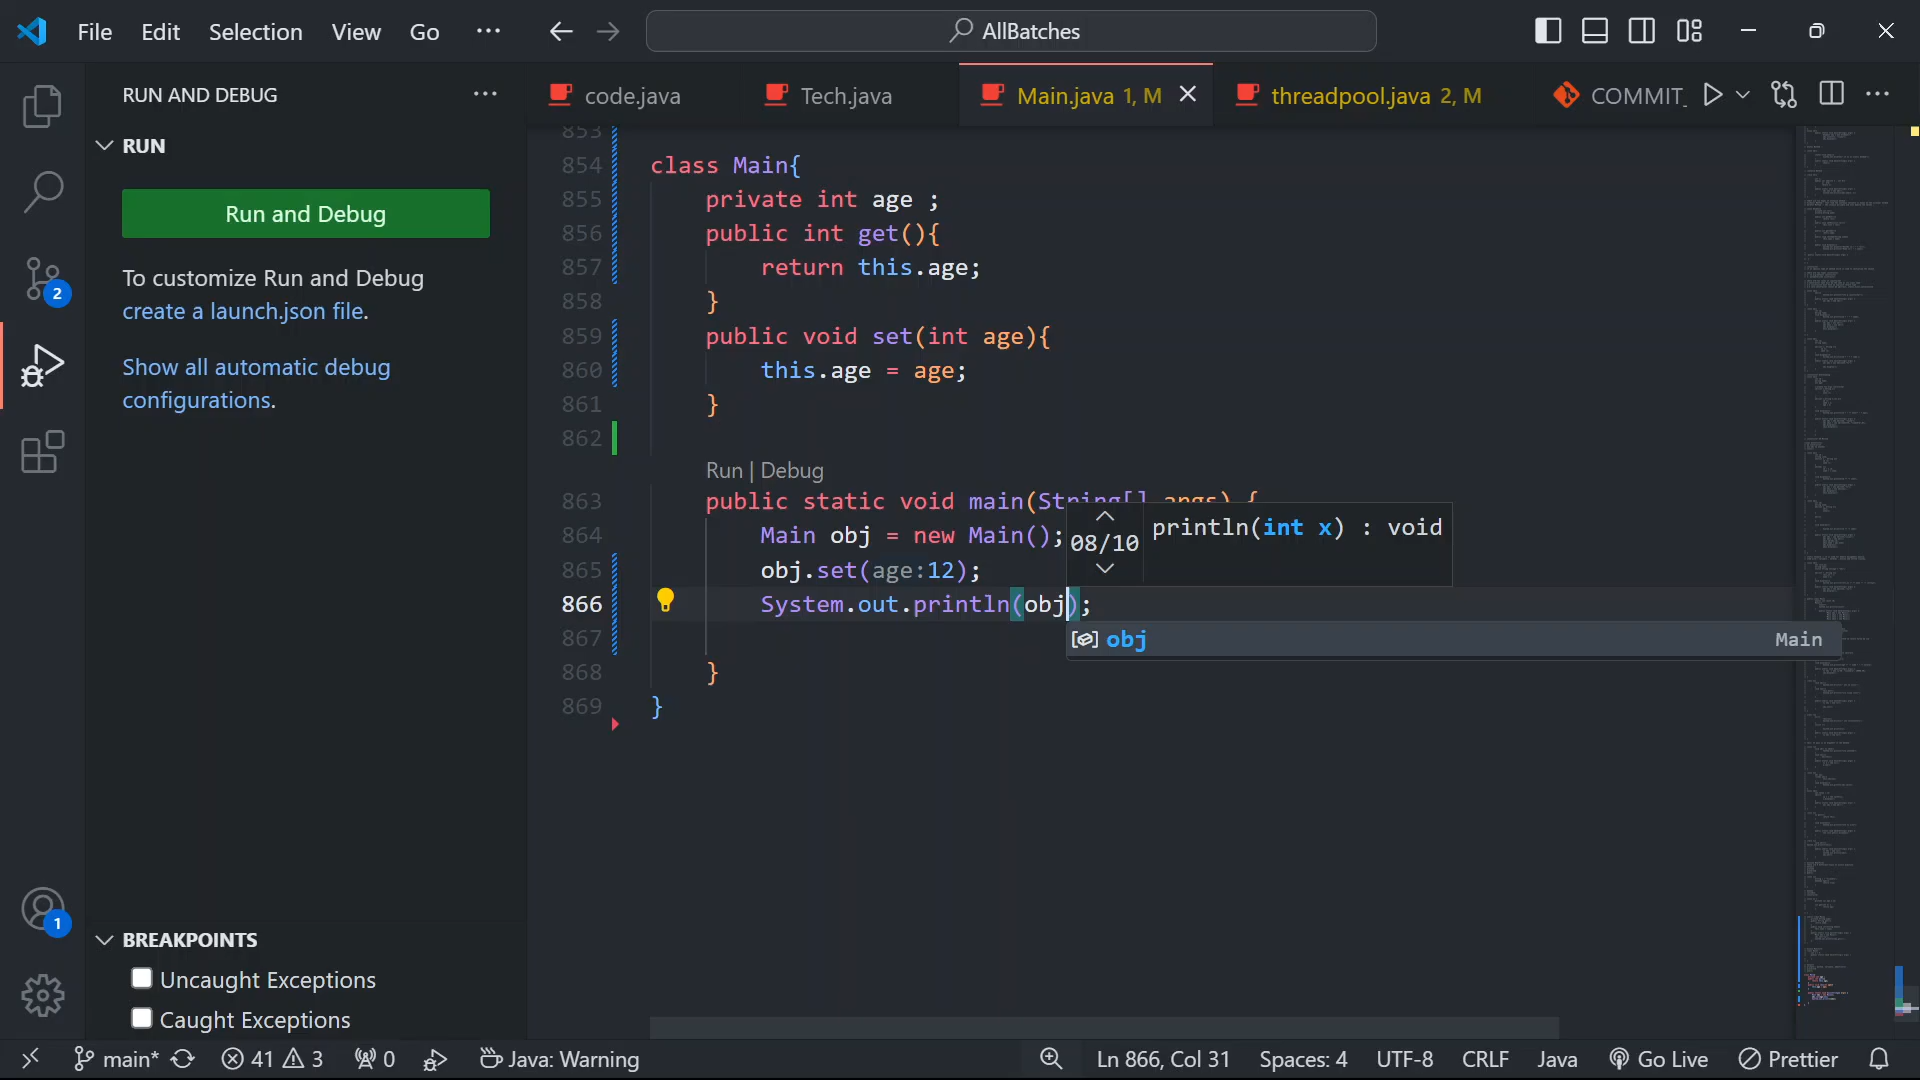 File Edit Selection View Go ··· AllBatches
RUN AND DEBUG ···
RUN
Run and Debug
To customize Run and Debug
create a launch.json file.
Show all automatic debug
configurations.
BREAKPOINTS
Uncaught Exceptions
Caught Exceptions
2
1
code.java Tech.java Main.java 1, M threadpool.java 2, M COMMIT_ ···
853
854 class Main{
855 private int age ;
856 public int get(){
857 return this.age;
858 }
859 public void set(int age){
860 this.age = age;
861 }
862
Run | Debug
863 public static void main(String[] args) {
864 Main obj = new Main();
865 obj.set(age:12);
866 System.out.println(obj);
867
868 }
869 }
08/10 println(int x) : void
obj Main
main* 41 3 0 Java: Warning Ln 866, Col 31 Spaces: 4 UTF-8 CRLF Java Go Live Prettier